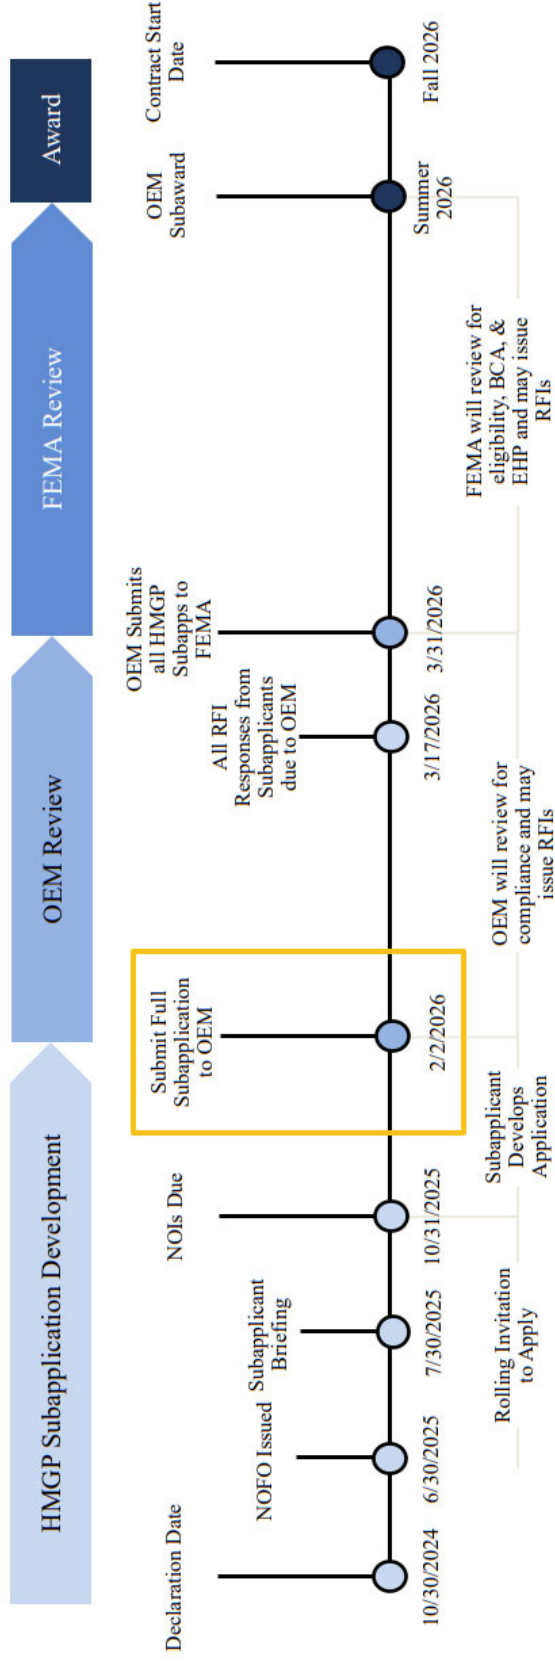 HMGP Subapplication Development
OEM Review
FEMA Review
Award
Declaration Date
NOFO Issued
Subapplicant
Briefing
NOIs Due
Submit Full
Subapplication
to OEM
All RFI
Responses from
Subapplicants
due to OEM
OEM Submits
all HMGP
Subapps to
FEMA
OEM
Subaward
Contract Start
Date
10/30/2024
6/30/2025
7/30/2025
10/31/2025
2/2/2026
3/17/2026
3/31/2026
Summer
2026
Fall 2026
Rolling Invitation
to Apply
Subapplicant
Develops
Application
OEM will review for
compliance and may
issue RFIs
FEMA will review for
eligibility, BCA, &
EHP and may issue
RFIs